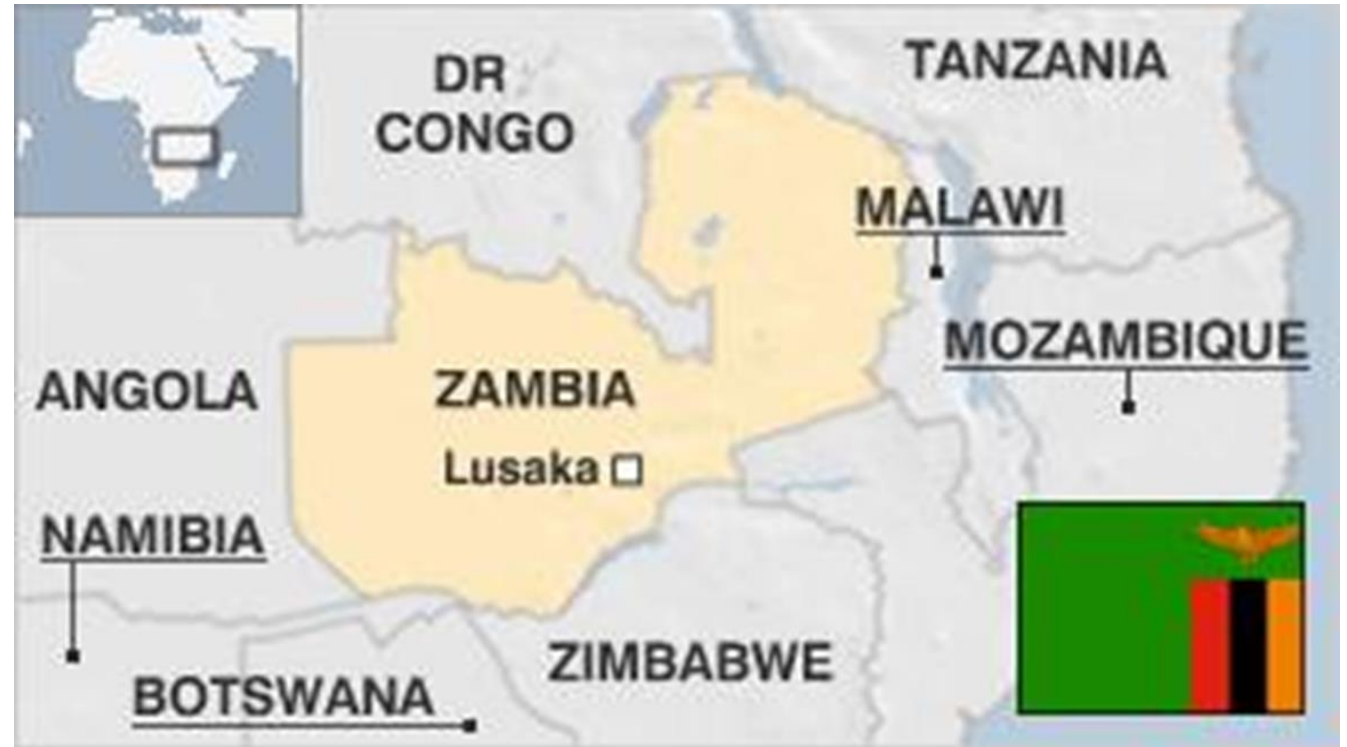 DR
CONGO
TANZANIA
MALAWI
MOZAMBIQUE
ANGOLA
ZAMBIA
Lusaka
NAMIBIA
ZIMBABWE
BOTSWANA